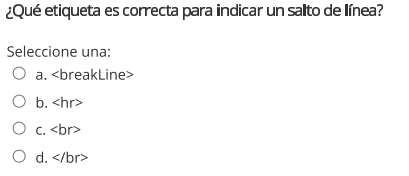 ¿Qué etiqueta es correcta para indicar un salto de línea?
Seleccione una:
a. <breakLine>
b. <hr>
c. <br>
d. </br>